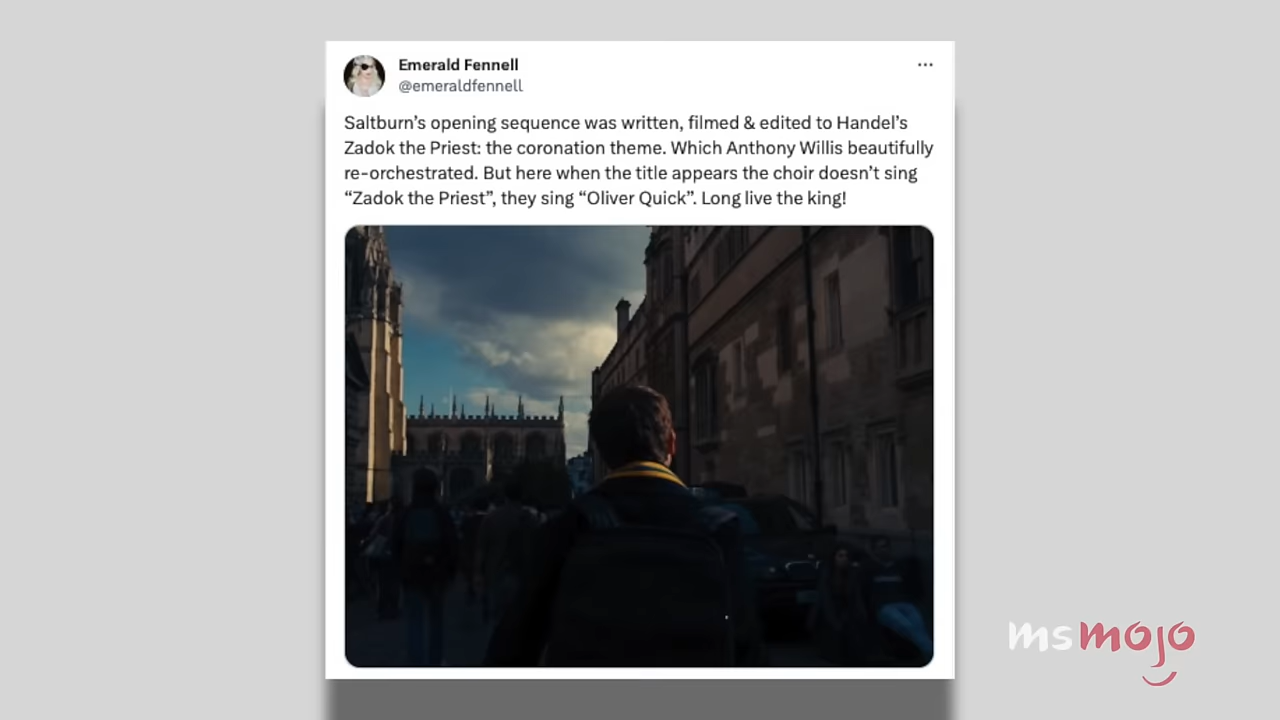 Emerald Fennell
@emeraldfennell
Saltburn’s opening sequence was written, filmed & edited to Handel’s
Zadok the Priest: the coronation theme. Which Anthony Willis beautifully
re-orchestrated. But here when the title appears the choir doesn’t sing
“Zadok the Priest”, they sing “Oliver Quick”. Long live the king!
msmojo